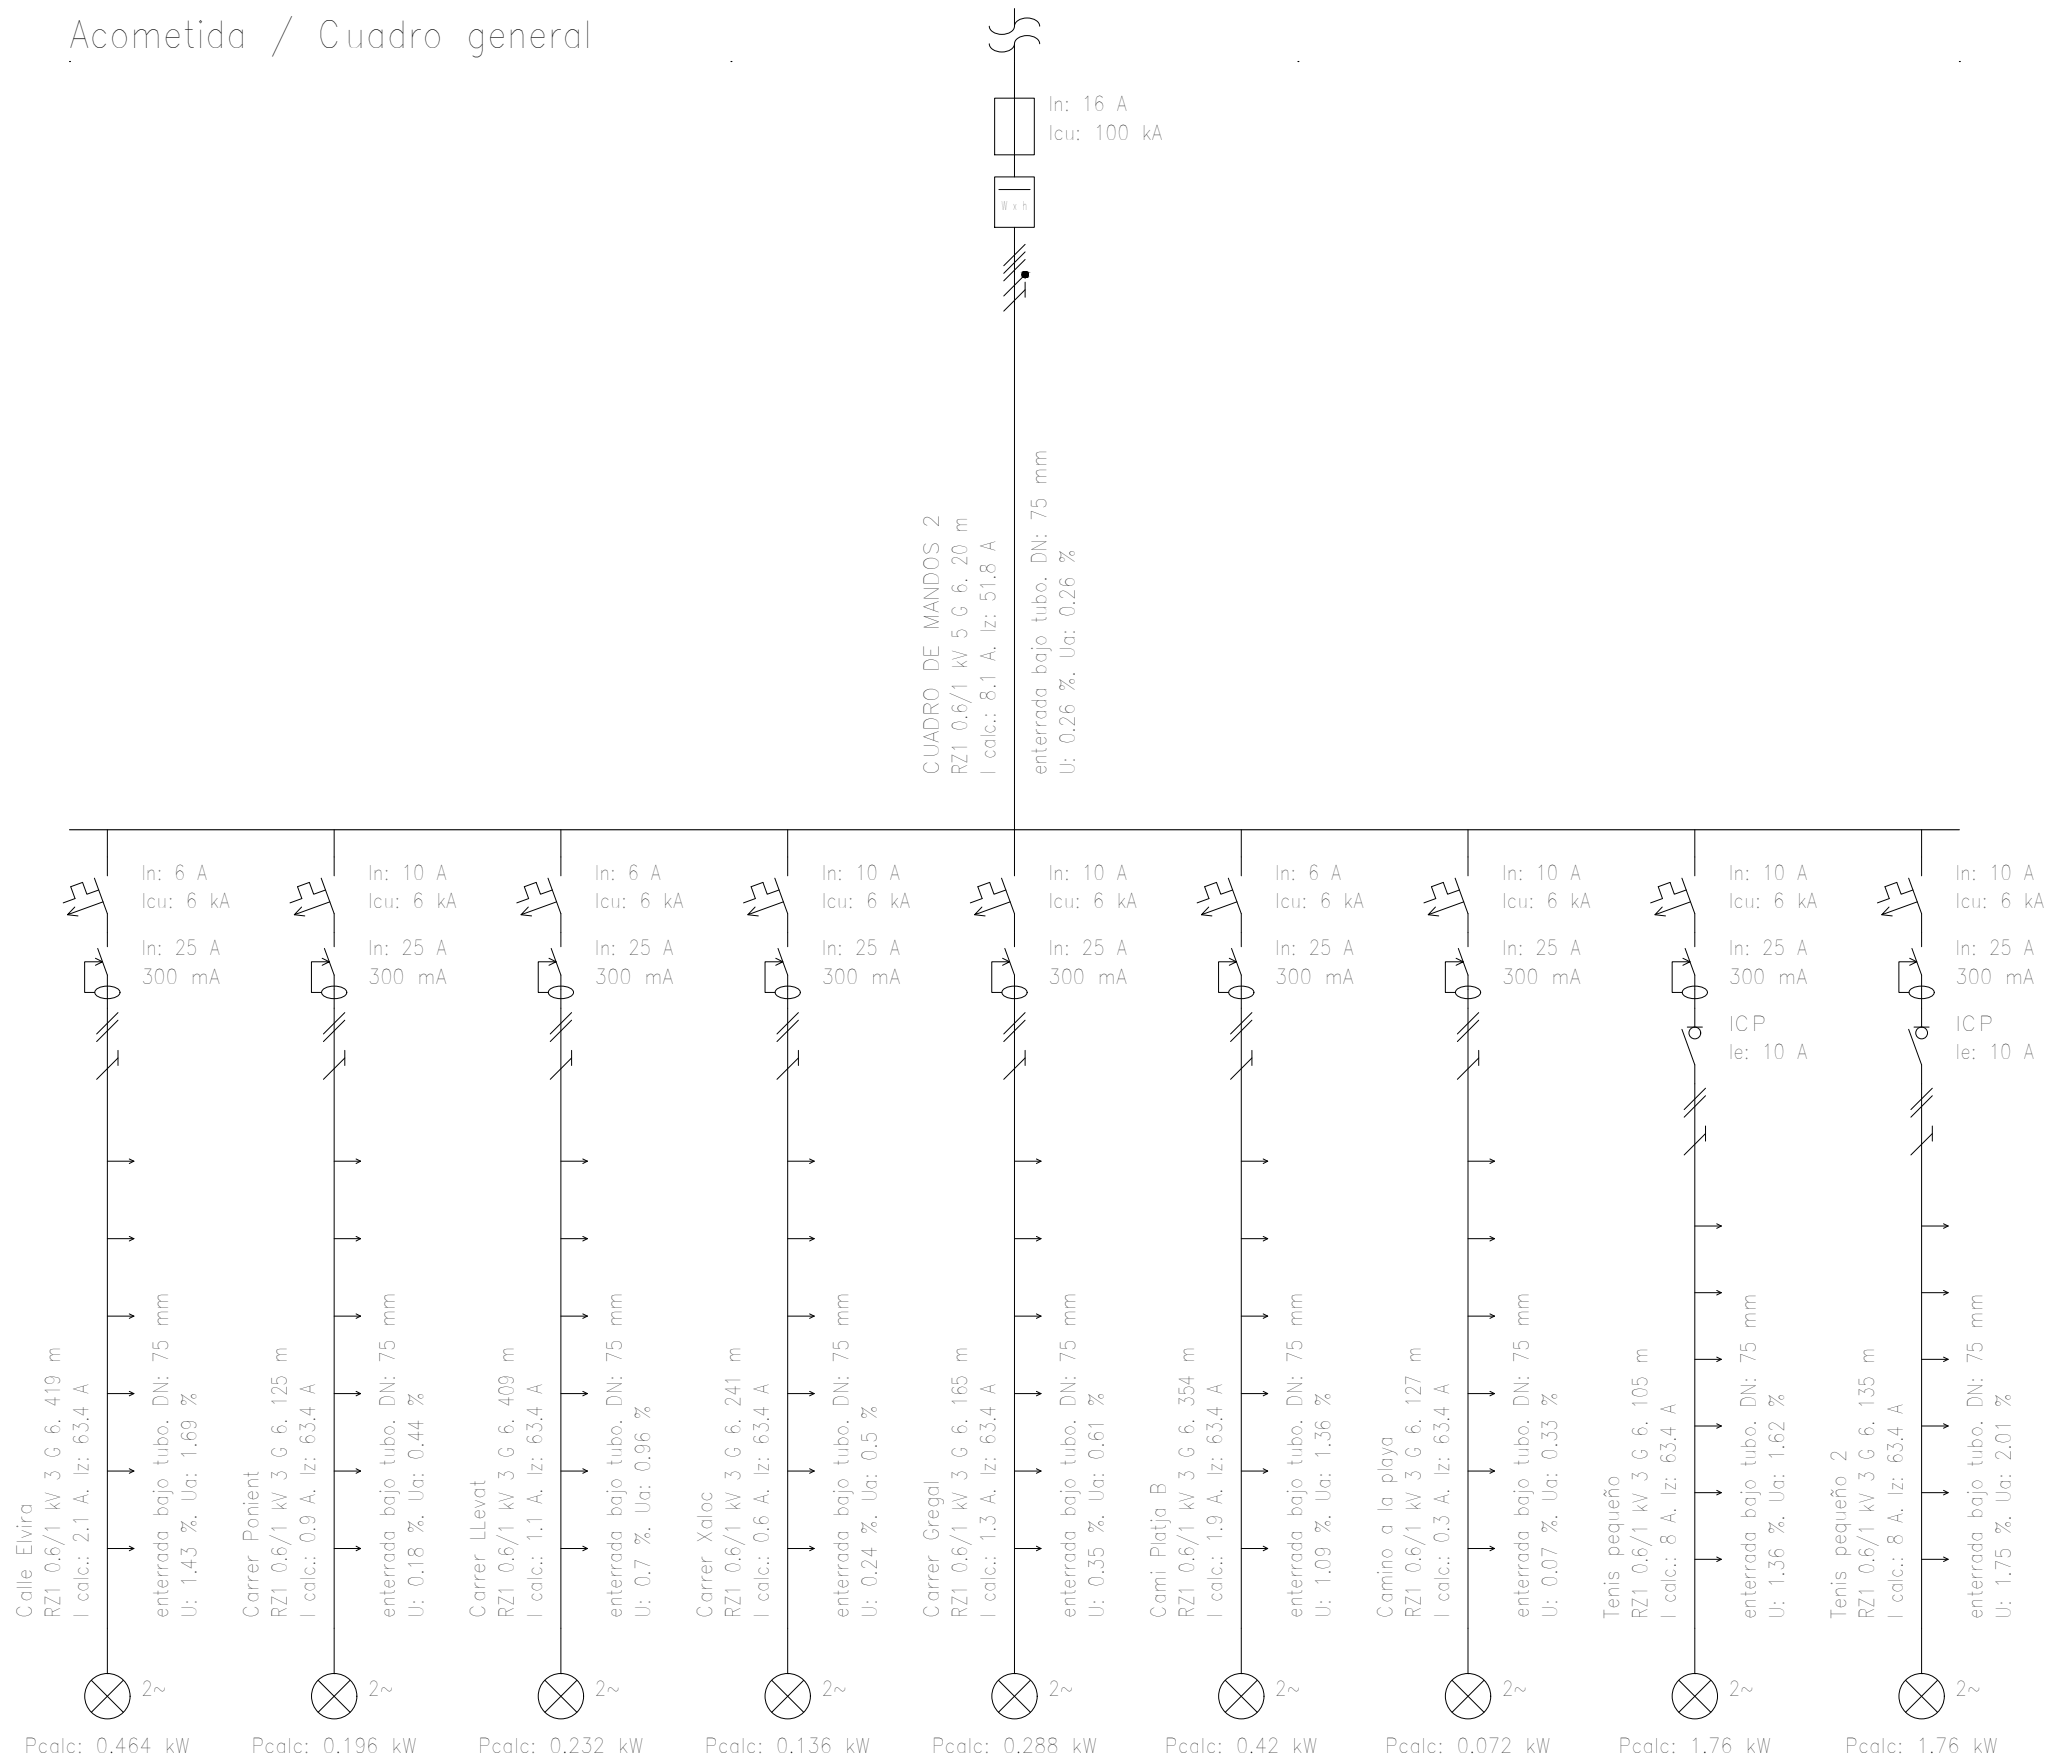 Acometida / Cuadro general
In: 16 A
Icu: 100 kA
W x h
CUADRO DE MANDOS 2
RZ1 0.6/1 kV 5 G 6. 20 m
I calc.: 8.1 A. Iz: 51.8 A
enterrada bajo tubo. DN: 75 mm
U: 0.26 %. Ua: 0.26 %
In: 6 A
Icu: 6 kA
In: 25 A
300 mA
Calle Elvira
RZ1 0.6/1 kV 3 G 6. 419 m
I calc.: 2.1 A. Iz: 63.4 A
enterrada bajo tubo. DN: 75 mm
U: 1.43 %. Ua: 1.69 %
2~
Pcalc: 0.464 kW
In: 10 A
Icu: 6 kA
In: 25 A
300 mA
Carrer Ponient
RZ1 0.6/1 kV 3 G 6. 125 m
I calc.: 0.9 A. Iz: 63.4 A
enterrada bajo tubo. DN: 75 mm
U: 0.18 %. Ua: 0.44 %
2~
Pcalc: 0.196 kW
In: 6 A
Icu: 6 kA
In: 25 A
300 mA
Carrer LLevat
RZ1 0.6/1 kV 3 G 6. 409 m
I calc.: 1.1 A. Iz: 63.4 A
enterrada bajo tubo. DN: 75 mm
U: 0.7 %. Ua: 0.96 %
2~
Pcalc: 0.232 kW
In: 10 A
Icu: 6 kA
In: 25 A
300 mA
Carrer Xaloc
RZ1 0.6/1 kV 3 G 6. 241 m
I calc.: 0.6 A. Iz: 63.4 A
enterrada bajo tubo. DN: 75 mm
U: 0.24 %. Ua: 0.5 %
2~
Pcalc: 0.136 kW
In: 10 A
Icu: 6 kA
In: 25 A
300 mA
Carrer Gregal
RZ1 0.6/1 kV 3 G 6. 165 m
I calc.: 1.3 A. Iz: 63.4 A
enterrada bajo tubo. DN: 75 mm
U: 0.35 %. Ua: 0.61 %
2~
Pcalc: 0.288 kW
In: 6 A
Icu: 6 kA
In: 25 A
300 mA
Cami Platja B
RZ1 0.6/1 kV 3 G 6. 354 m
I calc.: 1.9 A. Iz: 63.4 A
enterrada bajo tubo. DN: 75 mm
U: 1.09 %. Ua: 1.36 %
2~
Pcalc: 0.42 kW
In: 10 A
Icu: 6 kA
In: 25 A
300 mA
Camino a la playa
RZ1 0.6/1 kV 3 G 6. 127 m
I calc.: 0.3 A. Iz: 63.4 A
enterrada bajo tubo. DN: 75 mm
U: 0.07 %. Ua: 0.33 %
2~
Pcalc: 0.072 kW
In: 10 A
Icu: 6 kA
In: 25 A
300 mA
ICP
Ie: 10 A
Tenis pequeño
RZ1 0.6/1 kV 3 G 6. 105 m
I calc.: 8 A. Iz: 63.4 A
enterrada bajo tubo. DN: 75 mm
U: 1.36 %. Ua: 1.62 %
2~
Pcalc: 1.76 kW
In: 10 A
Icu: 6 kA
In: 25 A
300 mA
ICP
Ie: 10 A
Tenis pequeño 2
RZ1 0.6/1 kV 3 G 6. 135 m
I calc.: 8 A. Iz: 63.4 A
enterrada bajo tubo. DN: 75 mm
U: 1.75 %. Ua: 2.01 %
2~
Pcalc: 1.76 kW